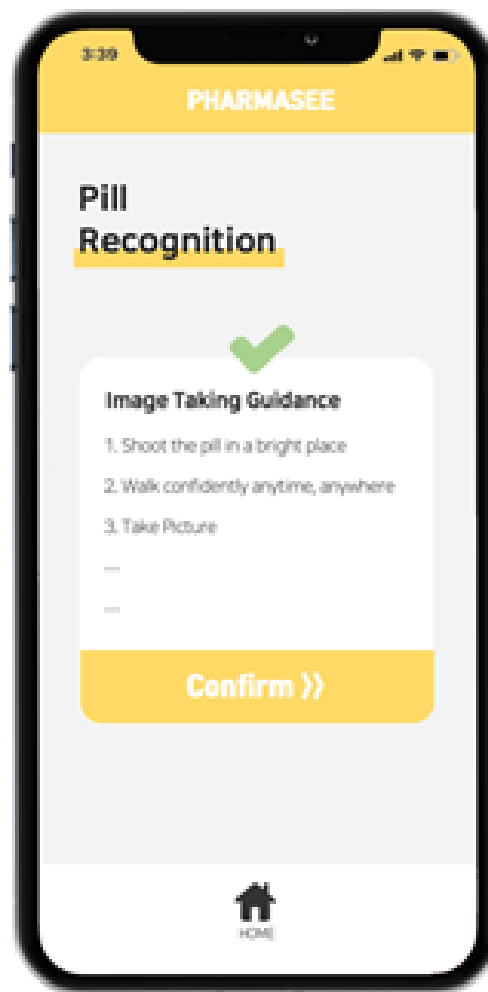 3:39
PHARMASEE
Pill
Recognition
Image Taking Guidance
1. Shoot the pill in a bright place
2. Walk confidently anytime, anywhere
3. Take Picture
...
...
Confirm ⟫
HOME